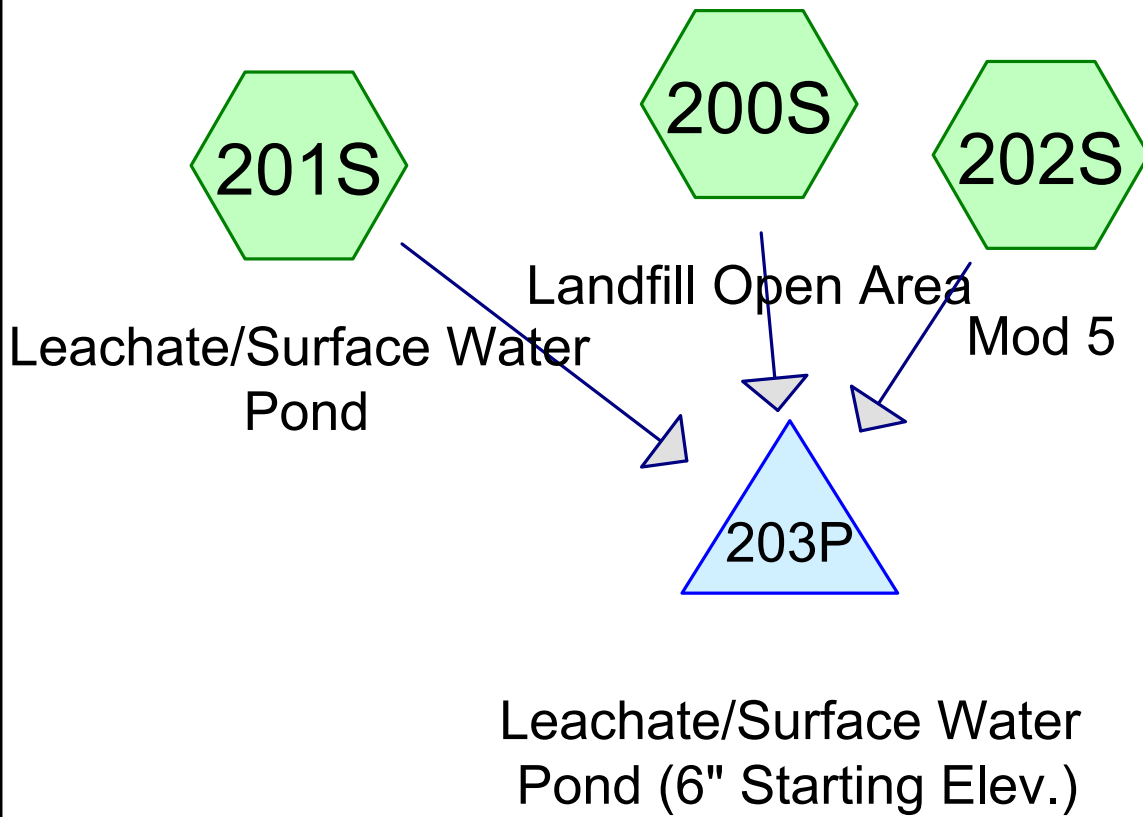 200S
201S
202S
Landfill Open Area
Leachate/Surface Water
Pond
Mod 5
203P
Leachate/Surface Water
Pond (6" Starting Elev.)